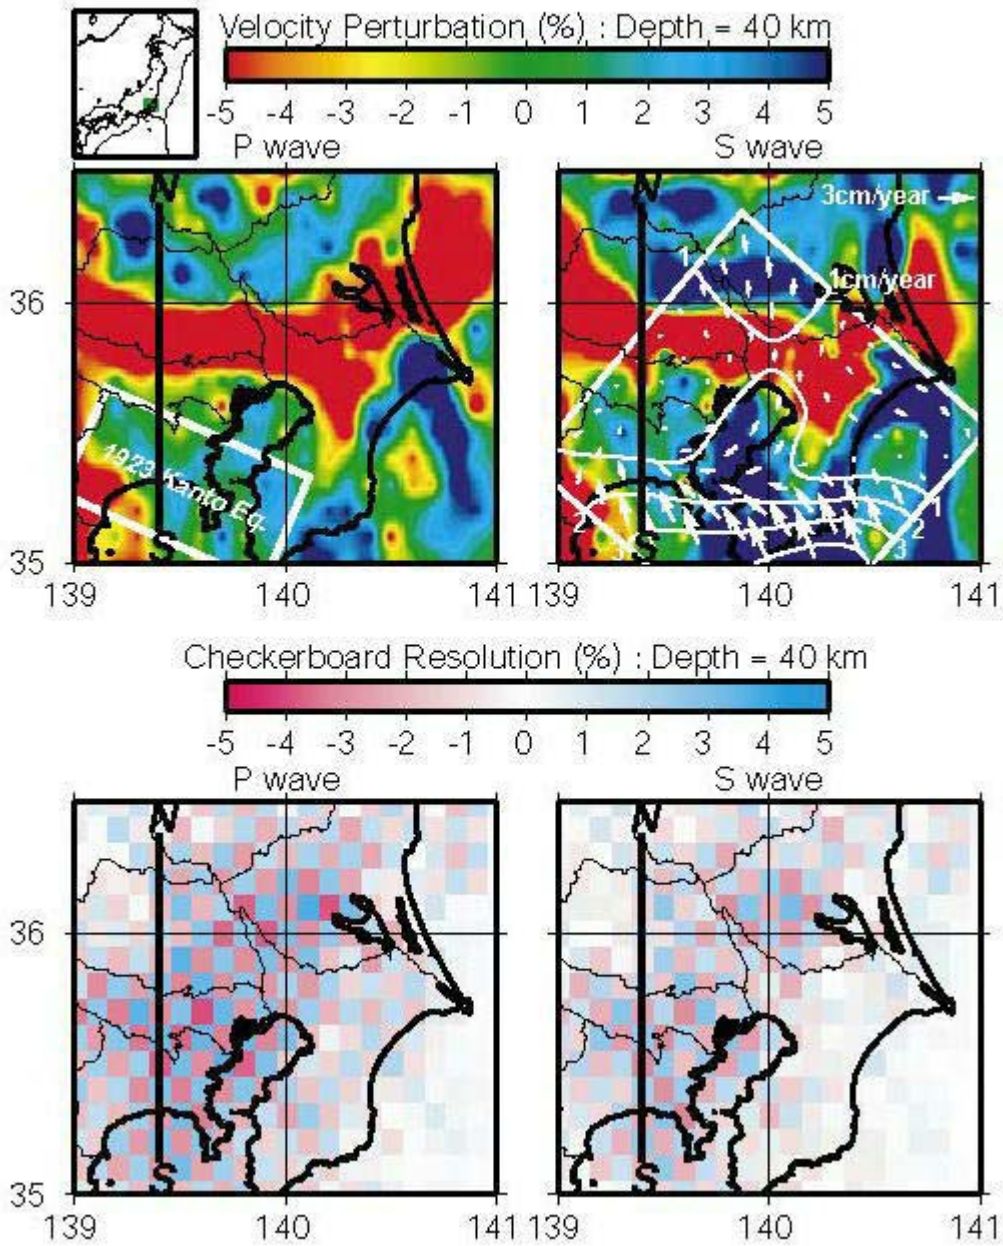 Velocity Perturbation (%) : Depth = 40 km
-5 -4 -3 -2 -1 0 1 2 3 4 5
P wave
S wave
N
N
3cm/year
1
1cm/year
36
1923 Kanto Eq.
S
S
2
3
1
2
3
35
139 140 141
139 140 141
Checkerboard Resolution (%) : Depth = 40 km
-5 -4 -3 -2 -1 0 1 2 3 4 5
P wave
S wave
N
N
36
S
S
35
139 140 141
139 140 141